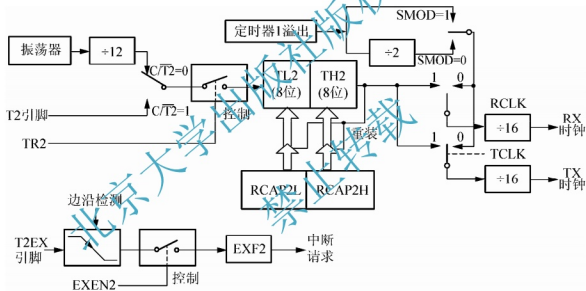 定时器1溢出
SMOD=1
÷2
SMOD=0
振荡器
÷12
C/T2=0
C/T2=1
T2引脚
TR2
控制
TL2
(8位)
TH2
(8位)
重装
RCAP2L
RCAP2H
1
0
RCLK
÷16
RX
时钟
1
0
TCLK
÷16
TX
时钟
边沿检测
T2EX
引脚
EXEN2
控制
EXF2
中断
请求
北京大学出版社版权
禁止转载